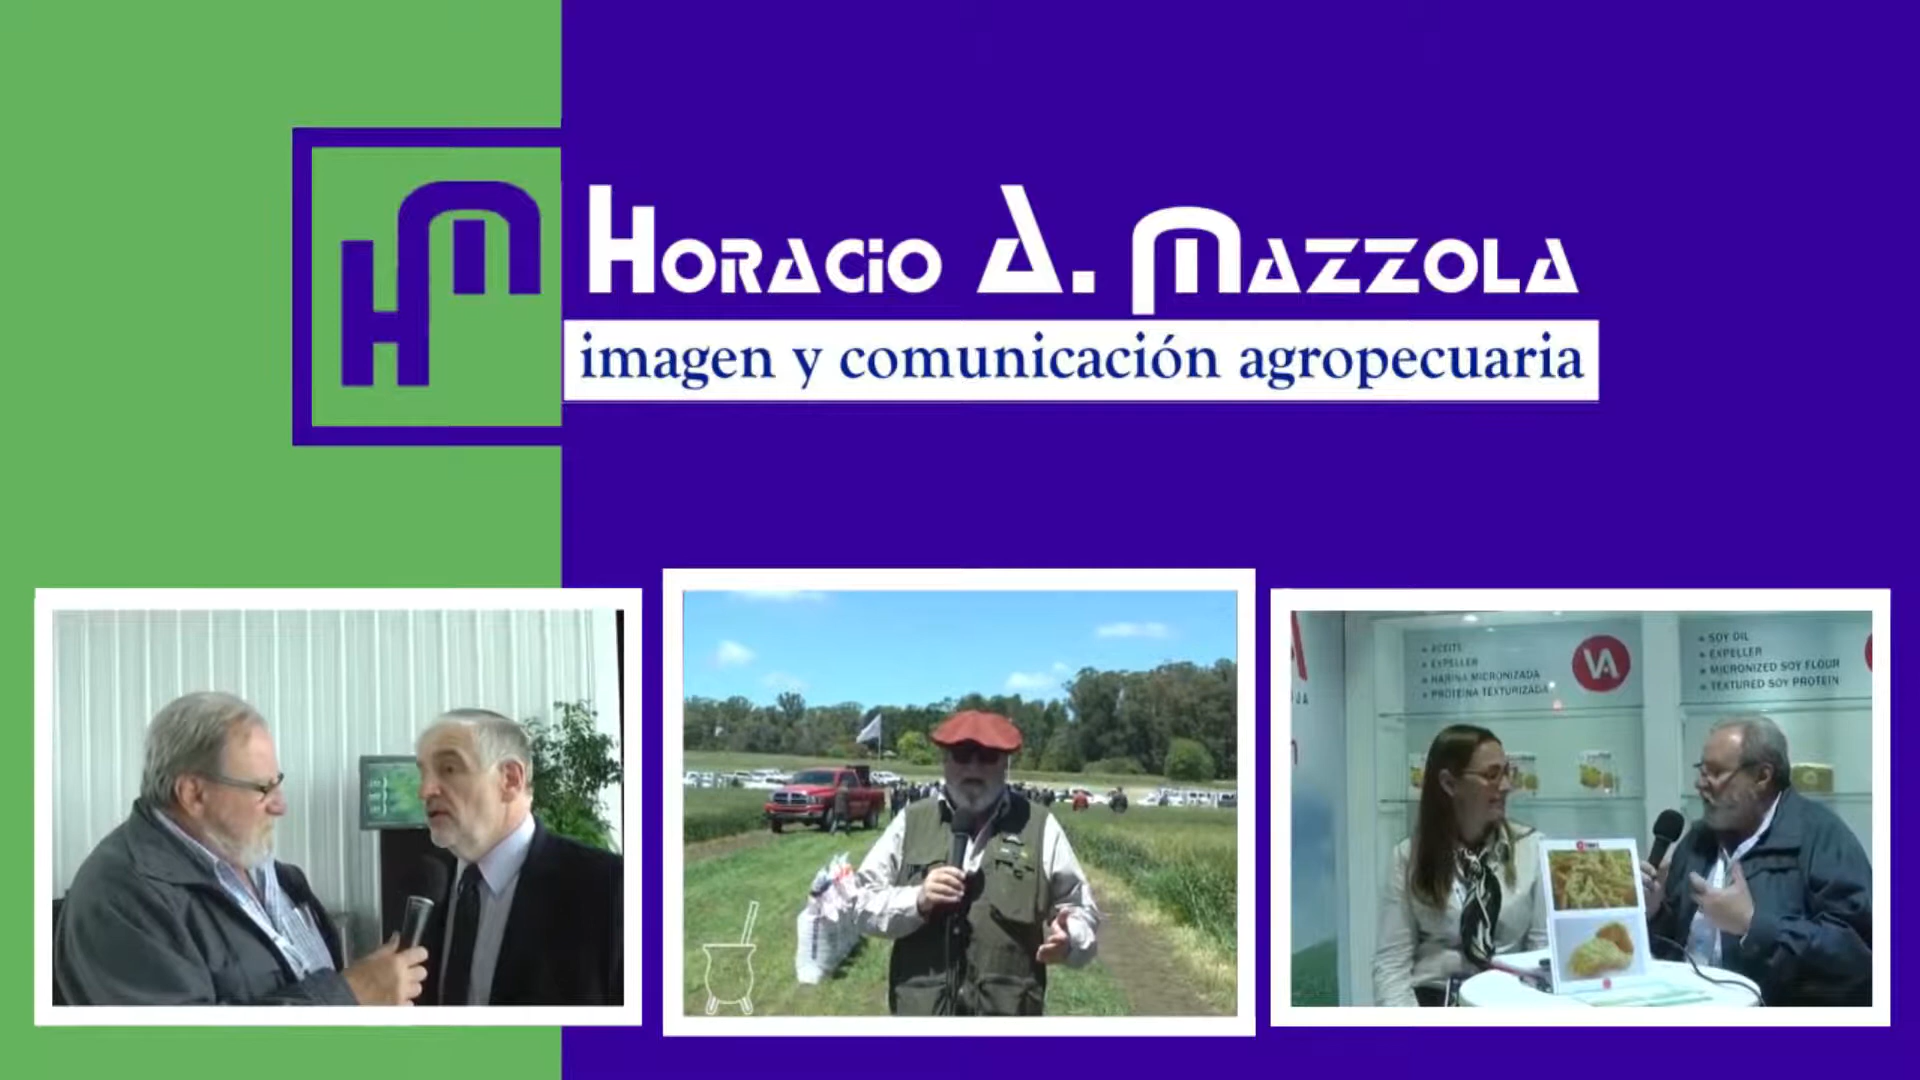 HM
HORACIO A. MAZZOLA
imagen y comunicación agropecuaria
ACEITE
EXPELLER
HARINA MICRONIZADA
PROTEINA TEXTURIZADA
VA
SOY OIL
EXPELLER
MICRONIZED SOY FLOUR
TEXTURED SOY PROTEIN